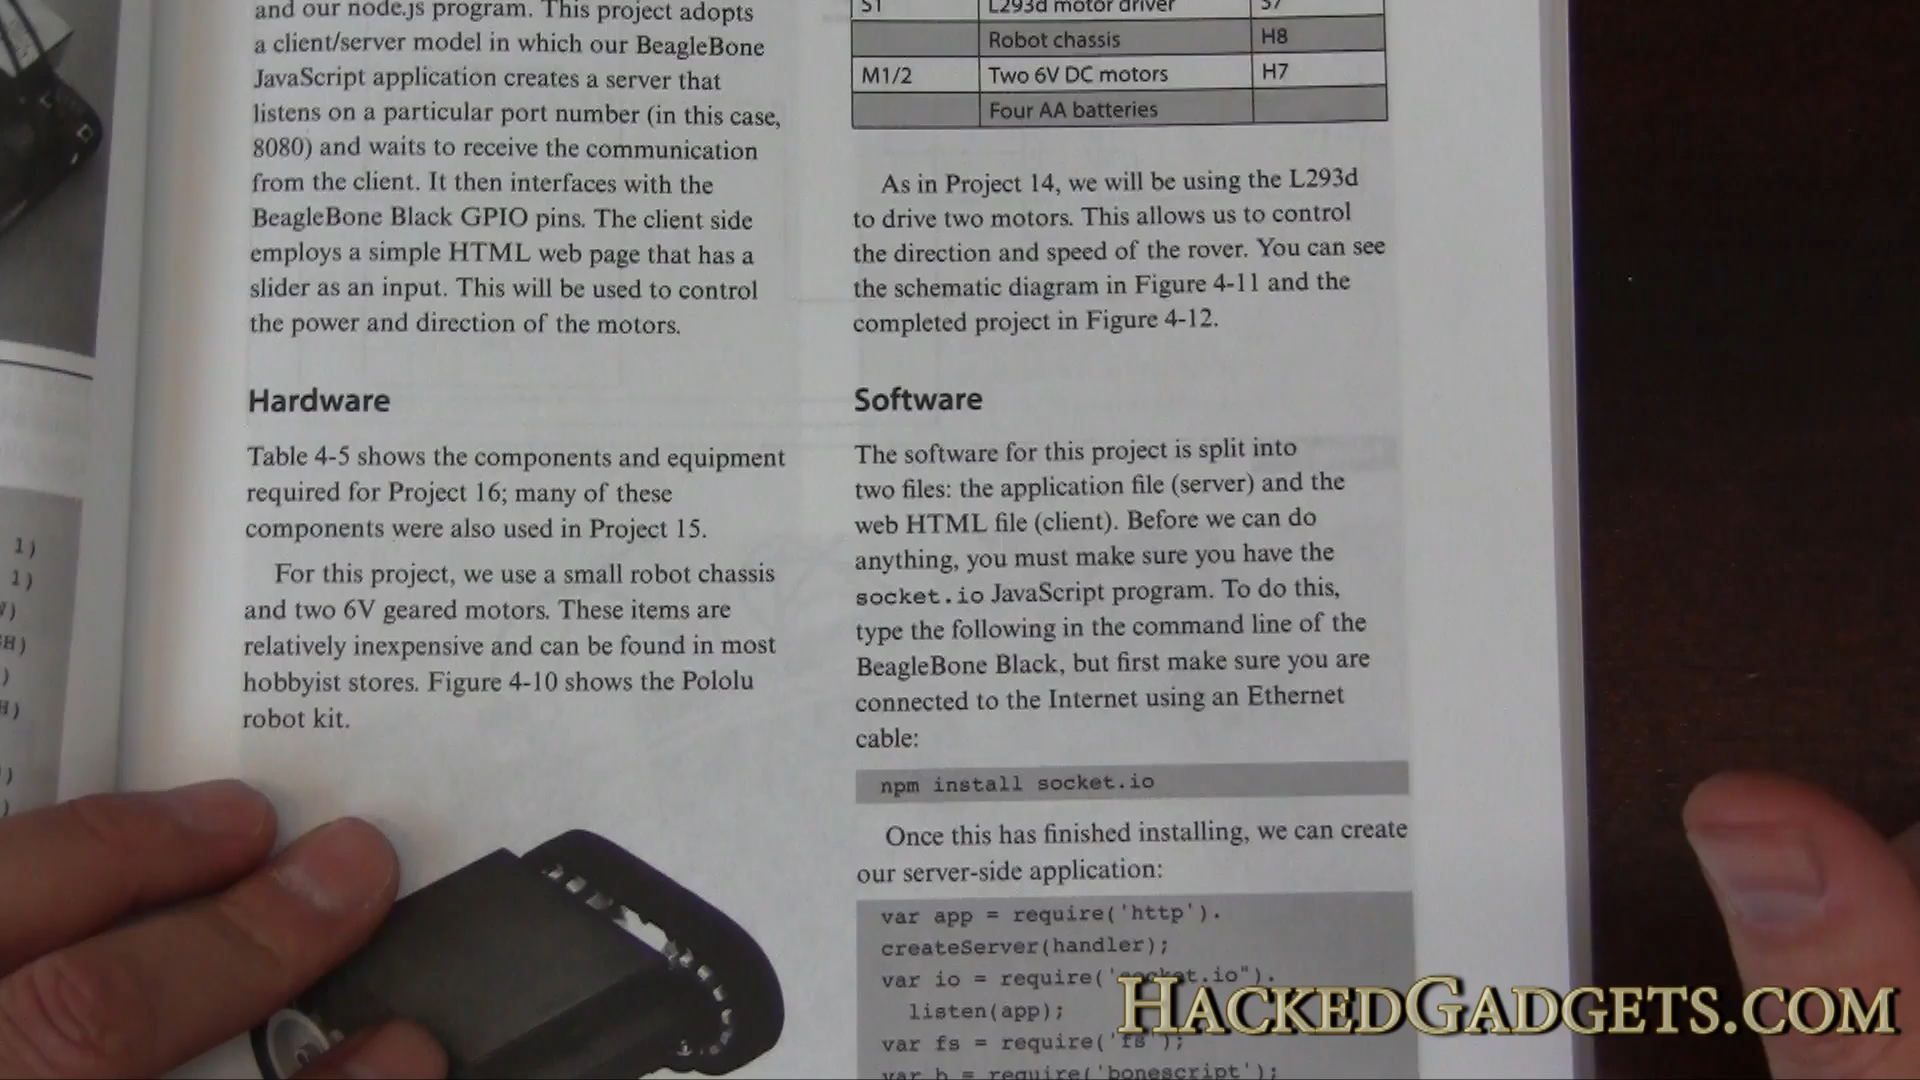 and our node.js program. This project adopts
a client/server model in which our BeagleBone
JavaScript application creates a server that
listens on a particular port number (in this case,
8080) and waits to receive the communication
from the client. It then interfaces with the
BeagleBone Black GPIO pins. The client side
employs a simple HTML web page that has a
slider as an input. This will be used to control
the power and direction of the motors.
Hardware
Table 4-5 shows the components and equipment
required for Project 16; many of these
components were also used in Project 15.
For this project, we use a small robot chassis
and two 6V geared motors. These items are
relatively inexpensive and can be found in most
hobbyist stores. Figure 4-10 shows the Pololu
robot kit.
S1 L293d motor driver S7
Robot chassis H8
M1/2 Two 6V DC motors H7
Four AA batteries
As in Project 14, we will be using the L293d
to drive two motors. This allows us to control
the direction and speed of the rover. You can see
the schematic diagram in Figure 4-11 and the
completed project in Figure 4-12.
Software
The software for this project is split into
two files: the application file (server) and the
web HTML file (client). Before we can do
anything, you must make sure you have the
socket.io JavaScript program. To do this,
type the following in the command line of the
BeagleBone Black, but first make sure you are
connected to the Internet using an Ethernet
cable:
npm install socket.io
Once this has finished installing, we can create
our server-side application:
var app = require('http').
createServer(handler);
var io = require('socket.io").
listen(app);
var fs = require('fs');
var b = require('bonescript');
1)
1)
)
H)
)
H)
)
)
HACKEDGADGETS.COM